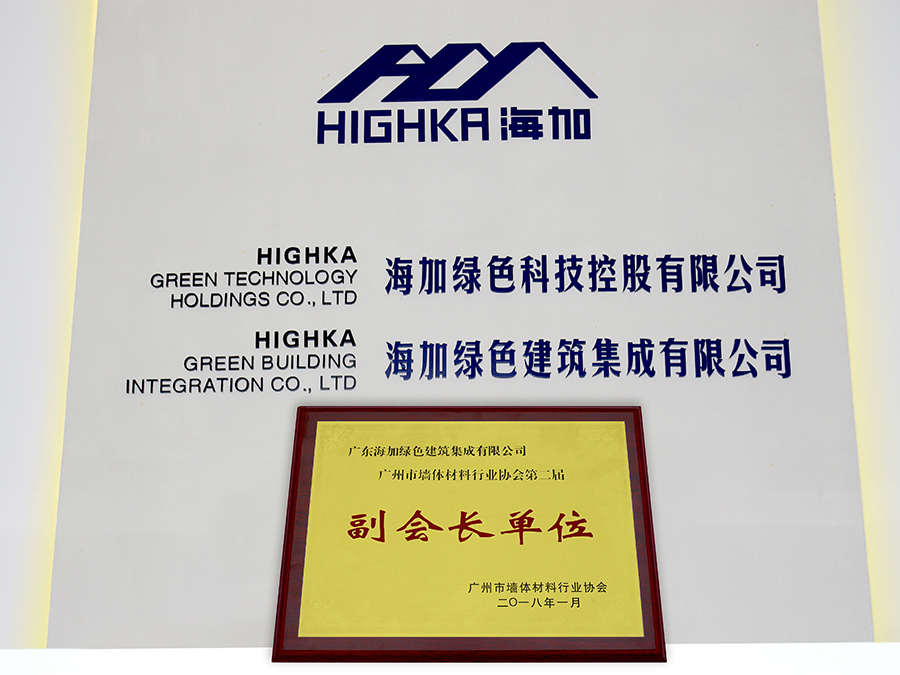 HIGHKA 海加
HIGHKA
GREEN TECHNOLOGY
HOLDINGS CO., LTD
海加绿色科技控股有限公司
HIGHKA
GREEN BUILDING
INTEGRATION CO., LTD
海加绿色建筑集成有限公司
广东海加绿色建筑集成有限公司
广州市墙体材料行业协会第二届
副会长单位
广州市墙体材料行业协会
二〇一八年一月